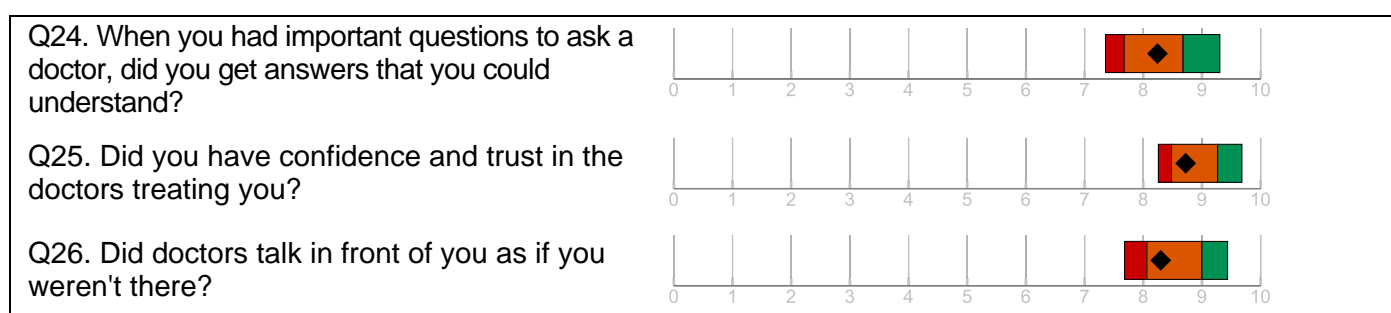 Q24. When you had important questions to ask a
doctor, did you get answers that you could
understand?
0 1 2 3 4 5 6 7 8 9 10
Q25. Did you have confidence and trust in the
doctors treating you?
0 1 2 3 4 5 6 7 8 9 10
Q26. Did doctors talk in front of you as if you
weren't there?
0 1 2 3 4 5 6 7 8 9 10